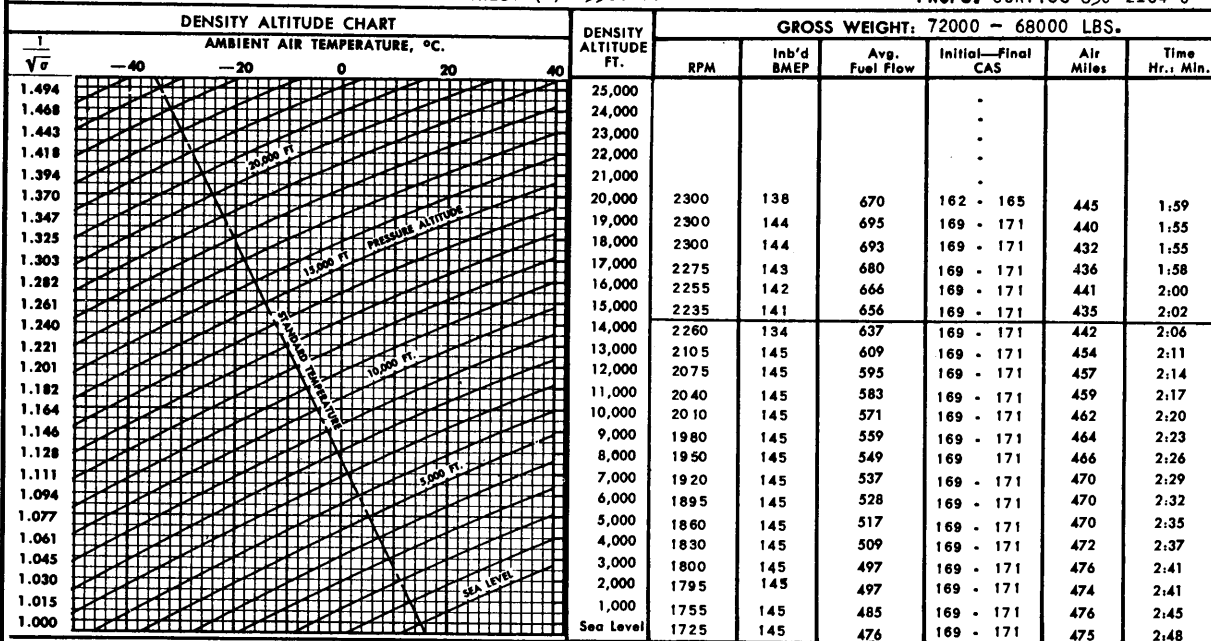 DENSITY ALTITUDE CHART
AMBIENT AIR TEMPERATURE, °C.
1/√σ
—40 —20 0 20 40
1.494
1.468
1.443
1.418
1.394
1.370
1.347
1.325
1.303
1.282
1.261
1.240
1.221
1.201
1.182
1.164
1.146
1.128
1.111
1.094
1.077
1.061
1.045
1.030
1.015
1.000
20,000 FT
15,000 FT PRESSURE ALTITUDE
STANDARD TEMPERATURE
10,000 FT.
5,000 FT.
SEA LEVEL
DENSITY ALTITUDE FT.
GROSS WEIGHT: 72000 - 68000 LBS.
RPM Inb'd BMEP Avg. Fuel Flow Initial—Final CAS Air Miles Time Hr.: Min.
25,000 -
24,000 -
23,000 -
22,000 -
21,000 -
20,000 2300 138 670 162 - 165 445 1:59
19,000 2300 144 695 169 - 171 440 1:55
18,000 2300 144 693 169 - 171 432 1:55
17,000 2275 143 680 169 - 171 436 1:58
16,000 2255 142 666 169 - 171 441 2:00
15,000 2235 141 656 169 - 171 435 2:02
14,000 2260 134 637 169 - 171 442 2:06
13,000 2105 145 609 169 - 171 454 2:11
12,000 2075 145 595 169 - 171 457 2:14
11,000 2040 145 583 169 - 171 459 2:17
10,000 2010 145 571 169 - 171 462 2:20
9,000 1980 145 559 169 - 171 464 2:23
8,000 1950 145 549 169 171 466 2:26
7,000 1920 145 537 169 - 171 470 2:29
6,000 1895 145 528 169 - 171 470 2:32
5,000 1860 145 517 169 - 171 470 2:35
4,000 1830 145 509 169 - 171 472 2:37
3,000 1800 145 497 169 - 171 476 2:41
2,000 1795 145 497 169 - 171 474 2:41
1,000 1755 145 485 169 - 171 476 2:45
Sea Level 1725 145 476 169 - 171 475 2:48